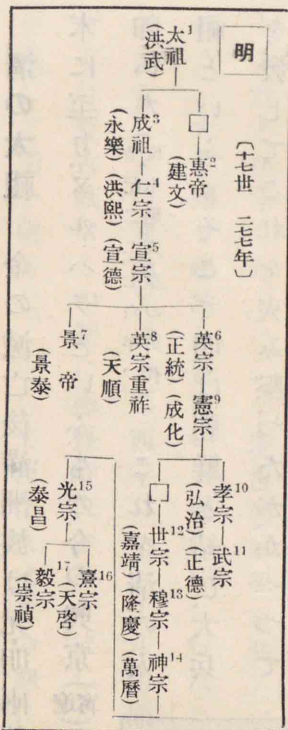 明
〔十七世 二七七年〕
太祖1
(洪武)
□
惠帝2
(建文)
成祖3
(永樂)
仁宗4
(洪熙)
宣宗5
(宣德)
英宗6
(正統)
憲宗9
(成化)
英宗重祚8
(天順)
景帝7
(景泰)
孝宗10
(弘治)
武宗11
(正德)
□
世宗12
(嘉靖)
穆宗13
(隆慶)
神宗14
(萬曆)
光宗15
(泰昌)
熹宗16
(天啓)
毅宗17
(崇禎)